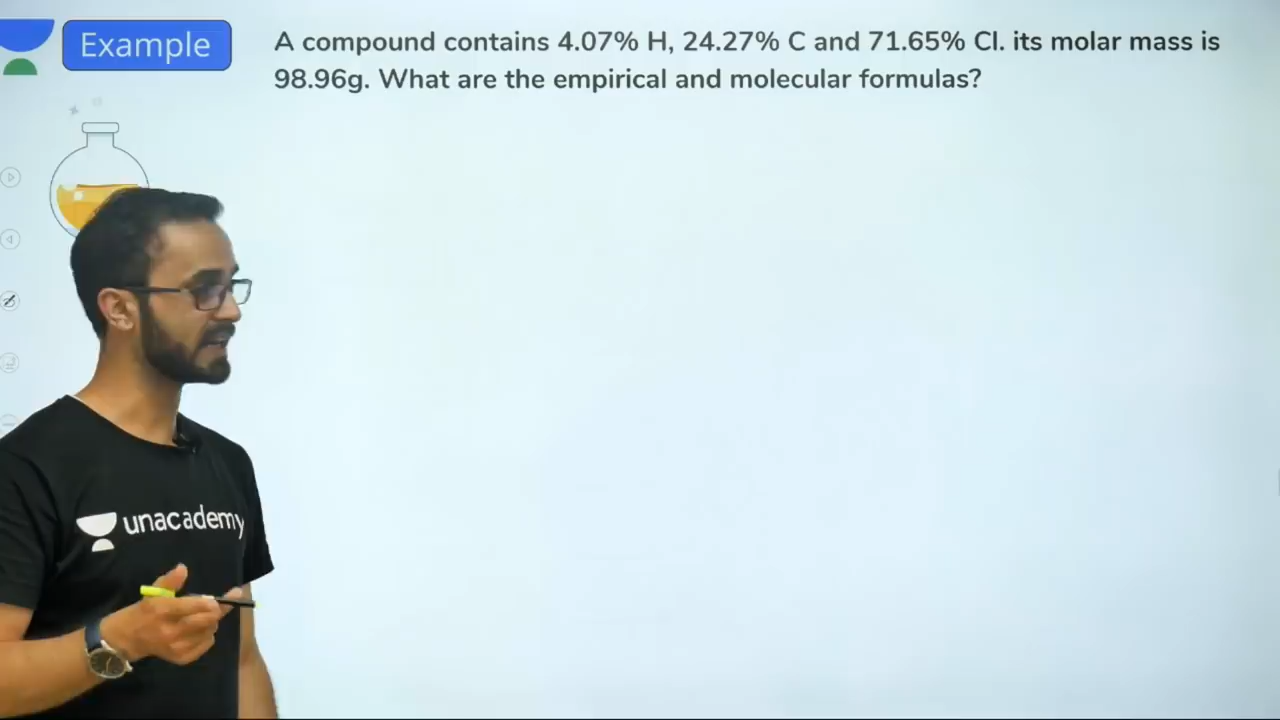 Example
A compound contains 4.07% H, 24.27% C and 71.65% Cl. its molar mass is
98.96g. What are the empirical and molecular formulas?
unacademy